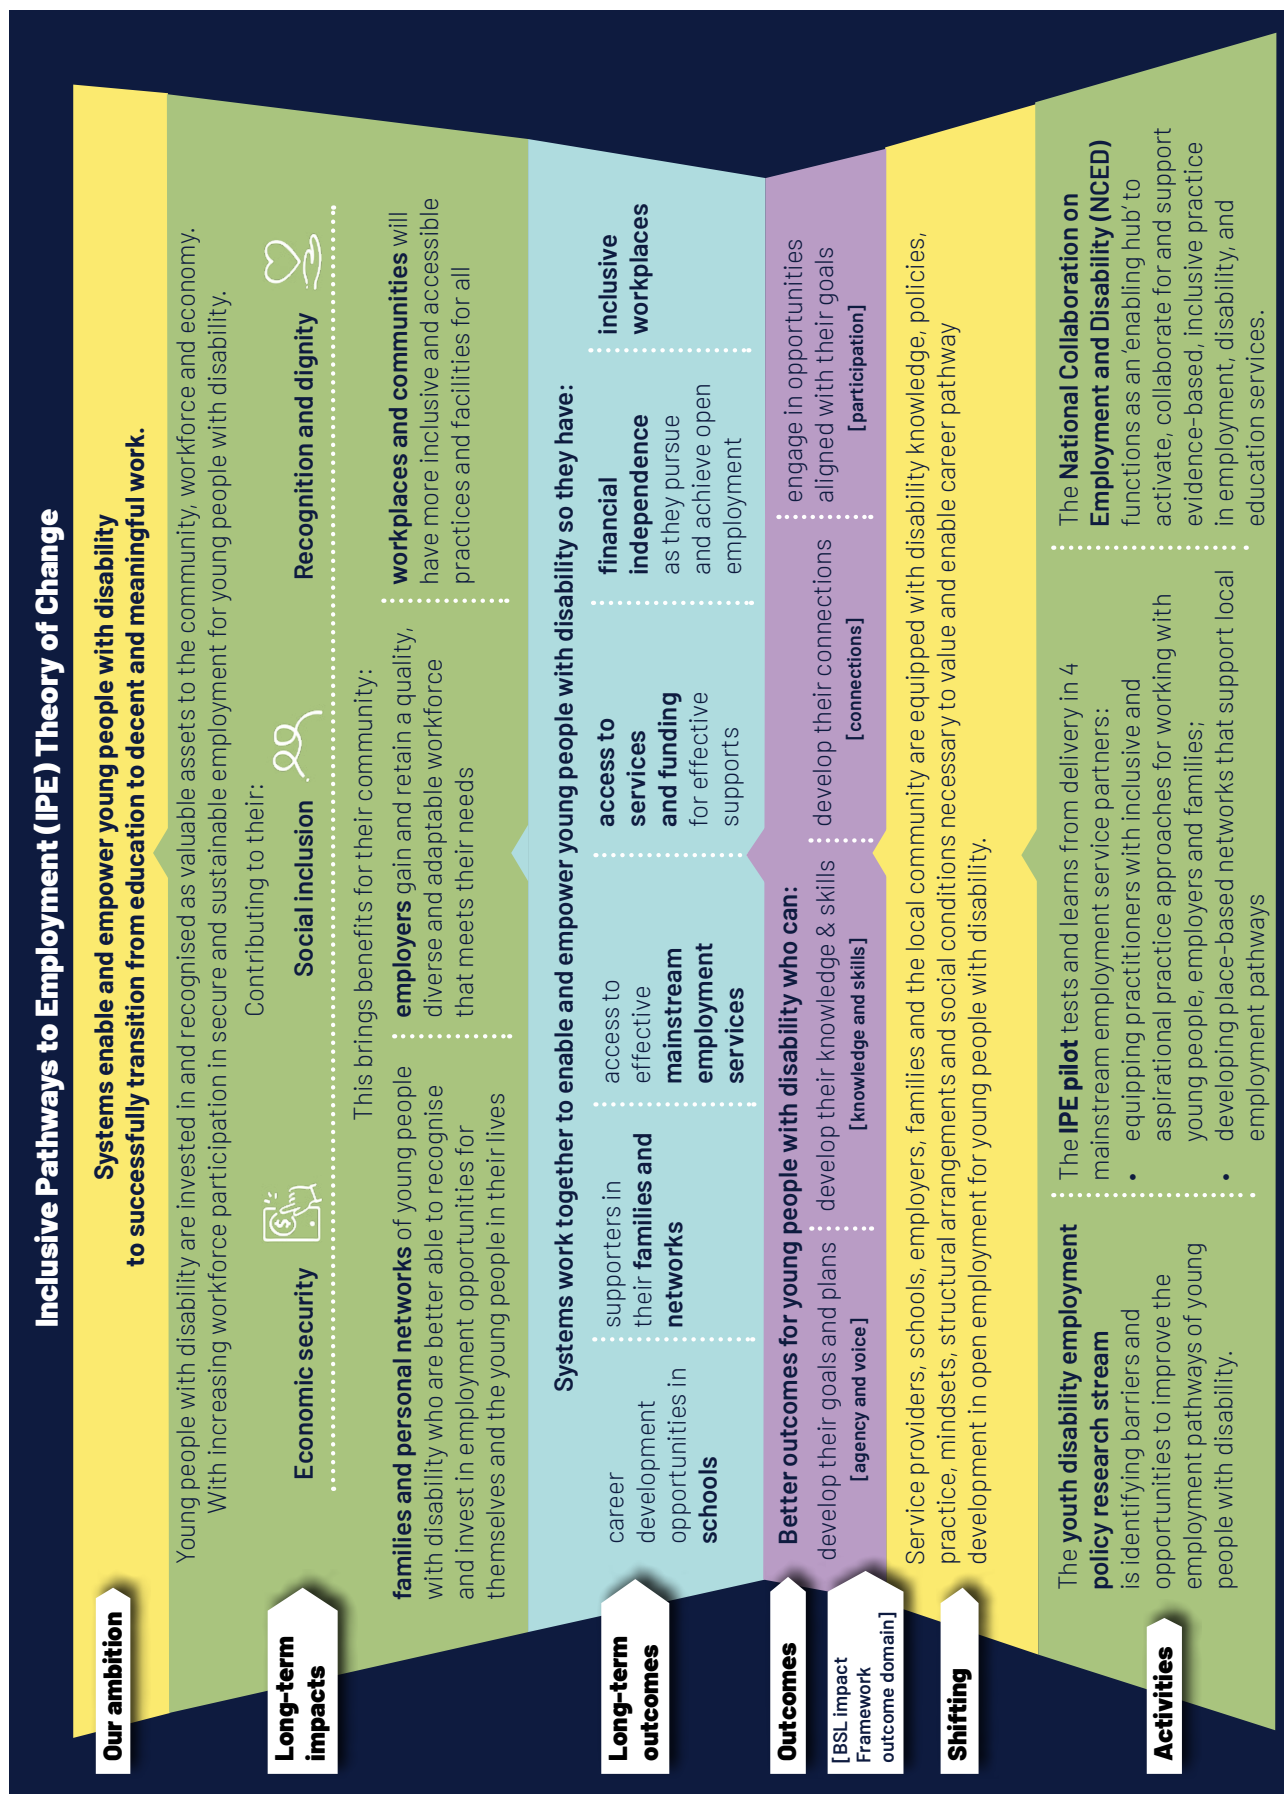 Inclusive Pathways to Employment (IPE) Theory of Change
Our ambition
Systems enable and empower young people with disability
to successfully transition from education to decent and meaningful work.
Long-term
impacts
Young people with disability are invested in and recognised as valuable assets to the community, workforce and economy.
With increasing workforce participation in secure and sustainable employment for young people with disability.
Contributing to their:
Economic security
Social inclusion
Recognition and dignity
This brings benefits for their community:
families and personal networks of young people
with disability who are better able to recognise
and invest in employment opportunities for
themselves and the young people in their lives
employers gain and retain a quality,
diverse and adaptable workforce
that meets their needs
workplaces and communities will
have more inclusive and accessible
practices and facilities for all
Long-term
outcomes
Systems work together to enable and empower young people with disability so they have:
career
development
opportunities in
schools
supporters in
their families and
networks
access to
effective
mainstream
employment
services
access to
services
and funding
for effective
supports
financial
independence
as they pursue
and achieve open
employment
inclusive
workplaces
Outcomes
[BSL impact
Framework
outcome domain]
Better outcomes for young people with disability who can:
develop their goals and plans
[agency and voice]
develop their knowledge & skills
[knowledge and skills]
develop their connections
[connections]
engage in opportunities
aligned with their goals
[participation]
Shifting
Service providers, schools, employers, families and the local community are equipped with disability knowledge, policies,
practice, mindsets, structural arrangements and social conditions necessary to value and enable career pathway
development in open employment for young people with disability.
Activities
The youth disability employment
policy research stream
is identifying barriers and
opportunities to improve the
employment pathways of young
people with disability.
The IPE pilot tests and learns from delivery in 4
mainstream employment service partners:
• equipping practitioners with inclusive and
aspirational practice approaches for working with
young people, employers and families;
• developing place-based networks that support local
employment pathways
The National Collaboration on
Employment and Disability (NCED)
functions as an ‘enabling hub’ to
activate, collaborate for and support
evidence-based, inclusive practice
in employment, disability, and
education services.